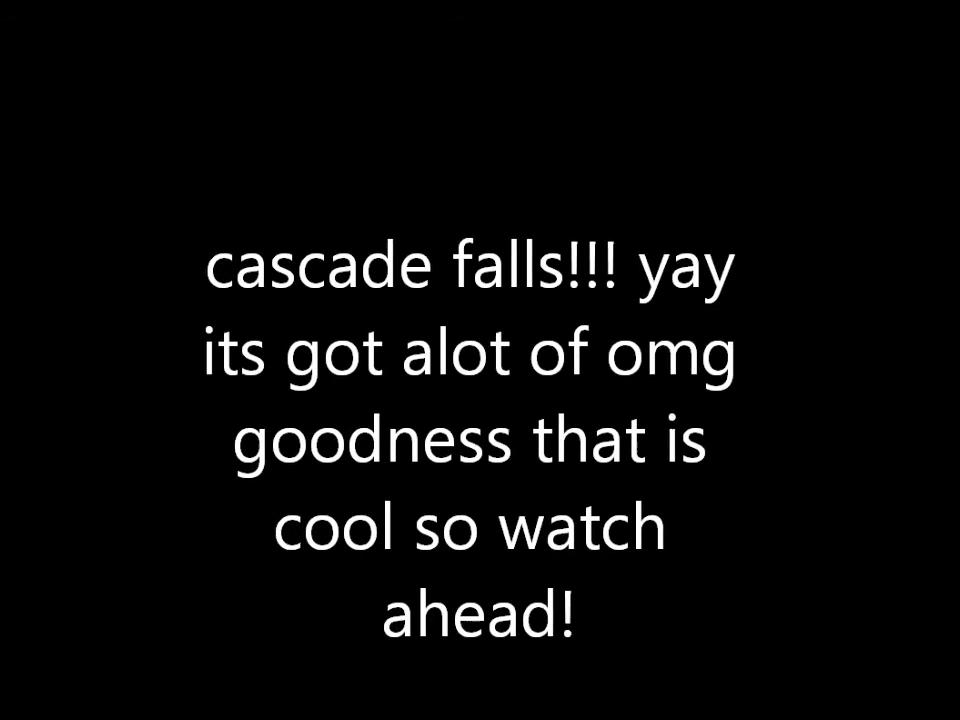 cascade falls!!! yay
its got alot of omg
goodness that is
cool so watch
ahead!